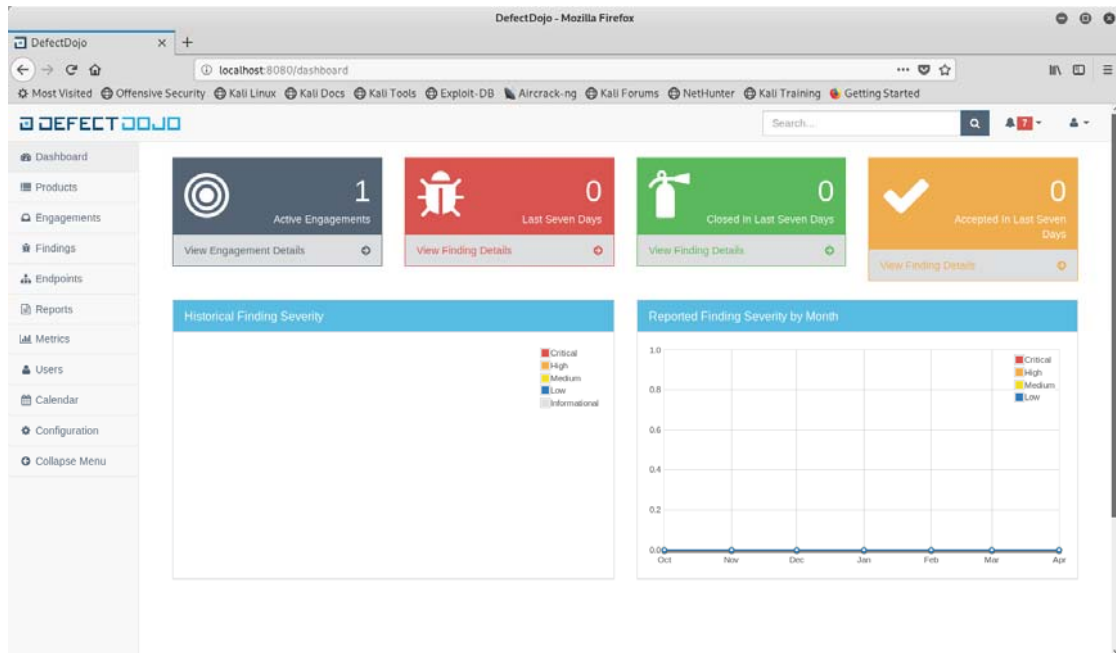 DefectDojo - Mozilla Firefox
DefectDojo
localhost:8080/dashboard
Most Visited Offensive Security Kali Linux Kali Docs Kali Tools Exploit-DB Aircrack-ng Kali Forums NetHunter Kali Training Getting Started
DEFECTDOJO
Search...
7
Dashboard
Products
Engagements
Findings
Endpoints
Reports
Metrics
Users
Calendar
Configuration
Collapse Menu
1
Active Engagements
View Engagement Details
0
Last Seven Days
View Finding Details
0
Closed In Last Seven Days
View Finding Details
0
Accepted In Last Seven
Days
View Finding Details
Historical Finding Severity
Critical
High
Medium
Low
Informational
Reported Finding Severity by Month
1.0
0.8
0.6
0.4
0.2
0.0
Critical
High
Medium
Low
Oct Nov Dec Jan Feb Mar Apr